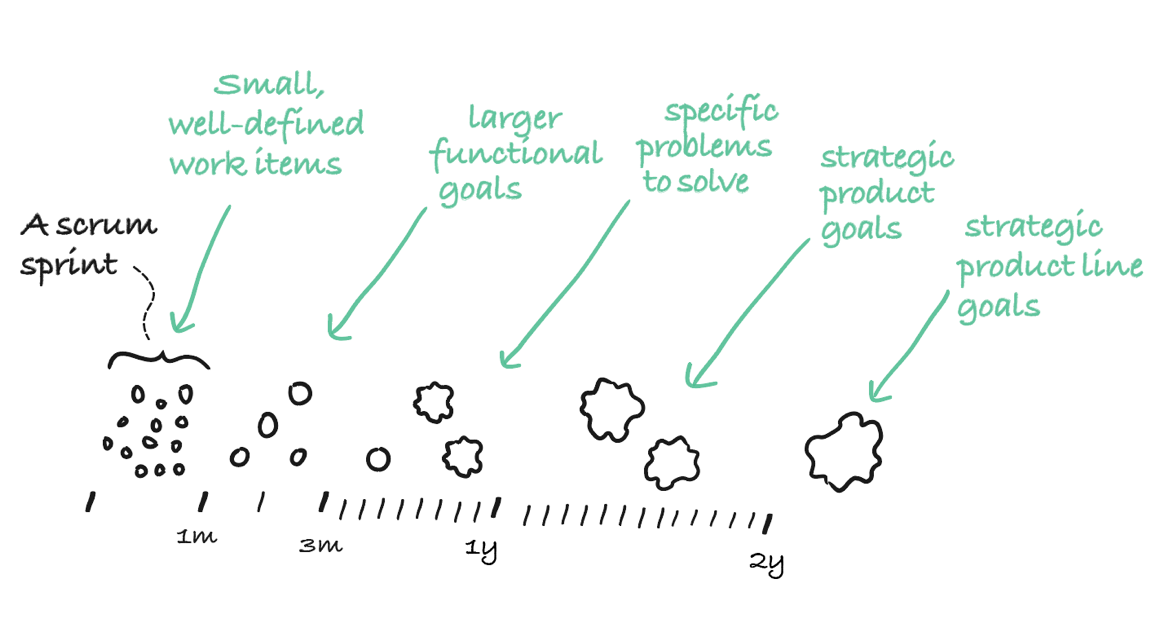 Small,
well-defined
work items
larger
functional
goals
specific
problems
to solve
strategic
product
goals
strategic
product line
goals
A scrum
sprint
1m
3m
1y
2y